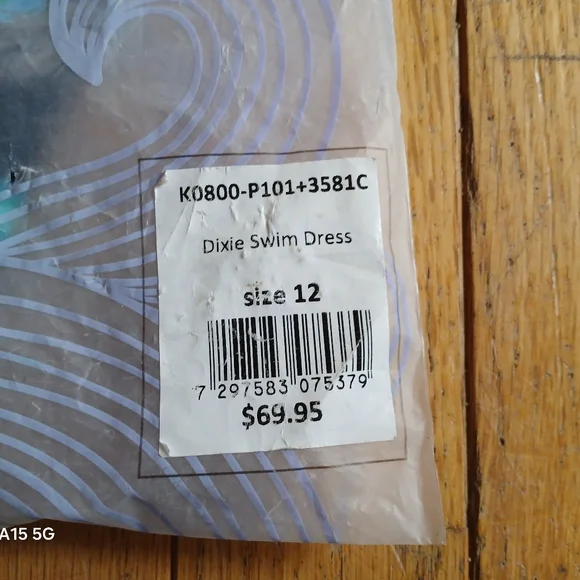 K0800-P101+3581C
Dixie Swim Dress
size 12
7 297583 075379
$69.95
A15 5G